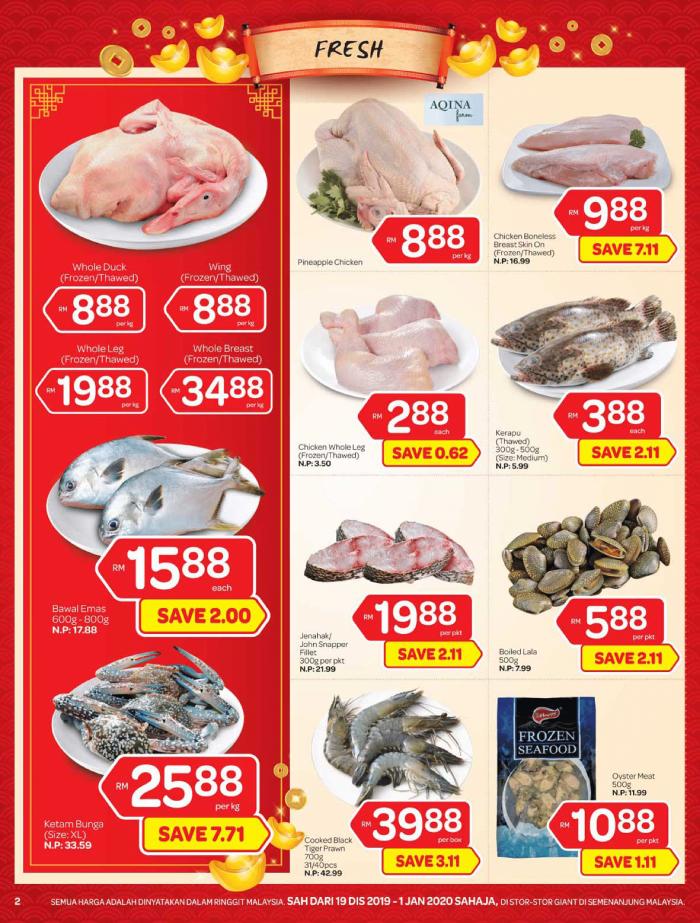 FRESH
Whole Duck
(Frozen/Thawed)
RM 8.88
per kg
Wing
(Frozen/Thawed)
RM 8.88
per kg
Whole Leg
(Frozen/Thawed)
RM 19.88
per kg
Whole Breast
(Frozen/Thawed)
RM 34.88
per kg
RM 15.88
each
SAVE 2.00
Bawal Emas
600g - 800g
N.P: 17.88
RM 25.88
per kg
SAVE 7.71
Ketam Bunga
(Size: XL)
N.P: 33.59
AQINA
farm
RM 8.88
per kg
Pineapple Chicken
RM 9.88
per kg
SAVE 7.11
Chicken Boneless
Breast Skin On
(Frozen/Thawed)
N.P: 16.99
RM 2.88
each
SAVE 0.62
Chicken Whole Leg
(Frozen/Thawed)
N.P: 3.50
RM 3.88
each
SAVE 2.11
Kerapu
(Thawed)
300g - 500g
(Size: Medium)
N.P: 5.99
RM 19.88
per pkt
SAVE 2.11
Jenahak/
John Snapper
Fillet
300g per pkt
N.P: 21.99
RM 5.88
per pkt
SAVE 2.11
Boiled Lala
500g
N.P: 7.99
RM 39.88
per box
SAVE 3.11
Cooked Black
Tiger Prawn
700g
31/40pcs
N.P: 42.99
FROZEN
SEAFOOD
Oyster Meat
500g
N.P: 11.99
RM 10.88
per pkt
SAVE 1.11
2
SEMUA HARGA ADALAH DINYATAKAN DALAM RINGGIT MALAYSIA. SAH DARI 19 DIS 2019 - 1 JAN 2020 SAHAJA, DI STOR-STOR GIANT DI SEMENANJUNG MALAYSIA.